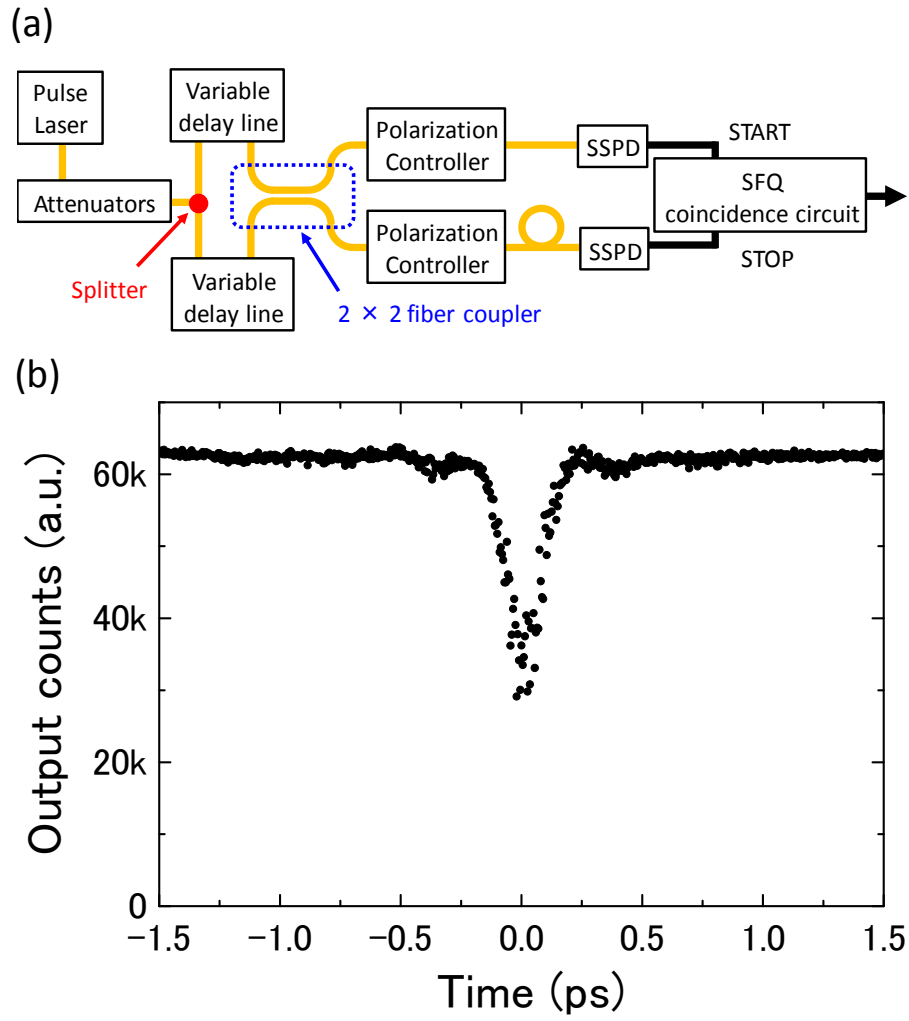 (a)
Pulse
Laser
Variable
delay line
Polarization
Controller
SSPD
START
Attenuators
SFQ
coincidence circuit
Splitter
Variable
delay line
Polarization
Controller
SSPD
STOP
2 × 2 fiber coupler
(b)
Output counts (a.u.)
60k
40k
20k
0
−1.5
−1.0
−0.5
0.0
0.5
1.0
1.5
Time (ps)